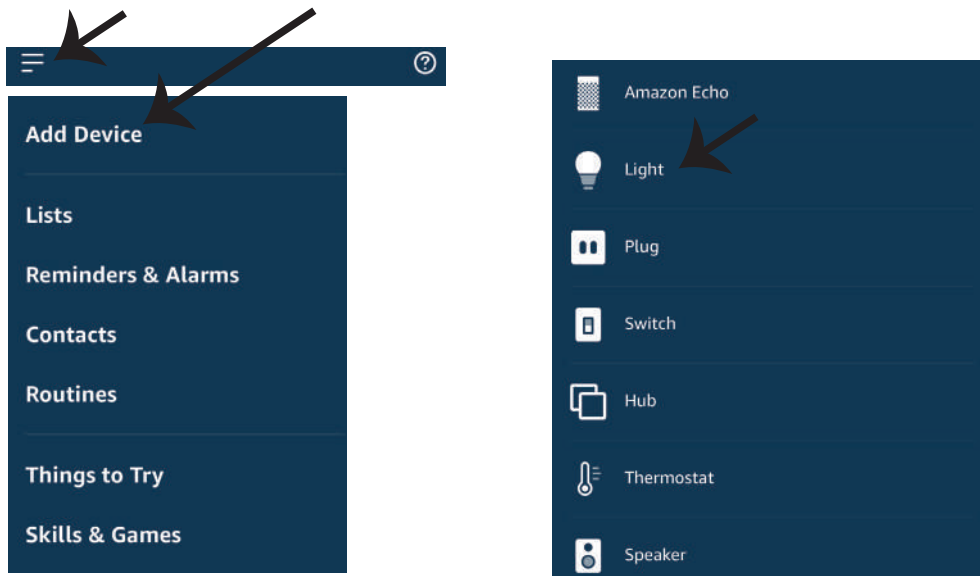 ?
Add Device
Lists
Reminders & Alarms
Contacts
Routines
Things to Try
Skills & Games
Amazon Echo
Light
Plug
Switch
Hub
Thermostat
Speaker